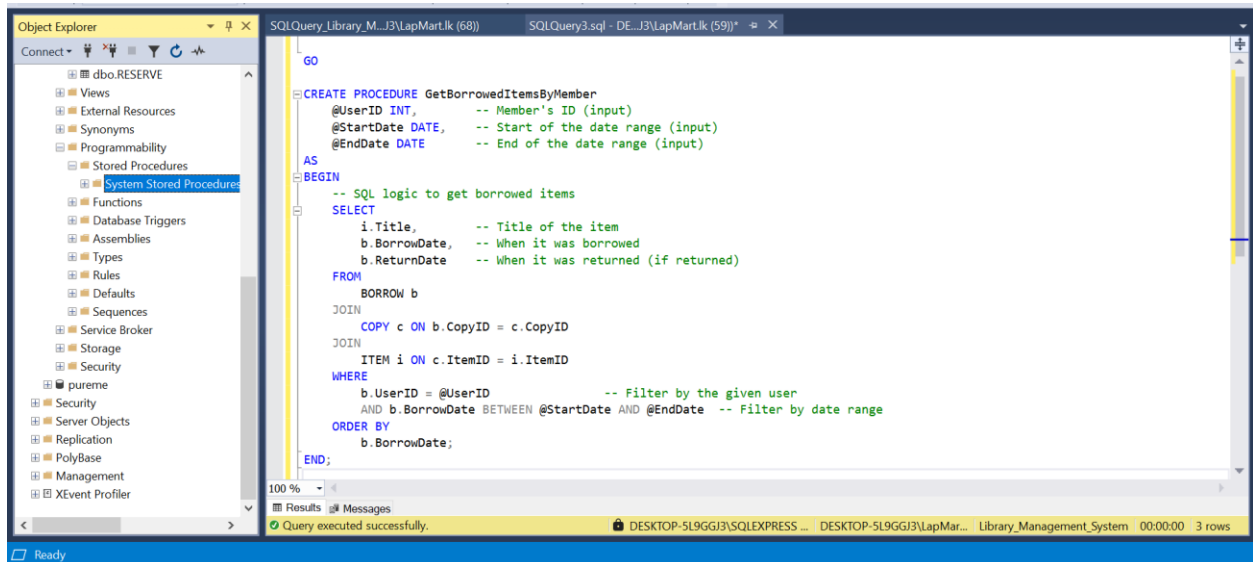 Object Explorer
Connect
dbo.RESERVE
Views
External Resources
Synonyms
Programmability
Stored Procedures
System Stored Procedures
Functions
Database Triggers
Assemblies
Types
Rules
Defaults
Sequences
Service Broker
Storage
Security
pureme
Security
Server Objects
Replication
PolyBase
Management
XEvent Profiler
SQLQuery_Library_M...J3\LapMart.lk (68))
SQLQuery3.sql - DE...J3\LapMart.lk (59))*
GO
CREATE PROCEDURE GetBorrowedItemsByMember
@UserID INT, -- Member's ID (input)
@StartDate DATE, -- Start of the date range (input)
@EndDate DATE -- End of the date range (input)
AS
BEGIN
-- SQL logic to get borrowed items
SELECT
i.Title, -- Title of the item
b.BorrowDate, -- When it was borrowed
b.ReturnDate -- When it was returned (if returned)
FROM
BORROW b
JOIN
COPY c ON b.CopyID = c.CopyID
JOIN
ITEM i ON c.ItemID = i.ItemID
WHERE
b.UserID = @UserID -- Filter by the given user
AND b.BorrowDate BETWEEN @StartDate AND @EndDate -- Filter by date range
ORDER BY
b.BorrowDate;
END;
100 %
Results Messages
Query executed successfully. DESKTOP-5L9GGJ3\SQLEXPRESS ... DESKTOP-5L9GGJ3\LapMar... Library_Management_System 00:00:00 3 rows
Ready